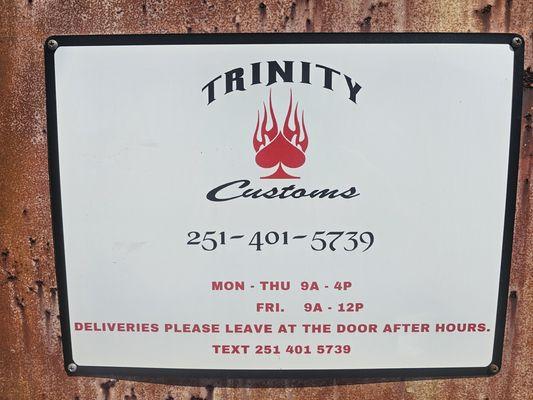 TRINITY
Customs
251-401-5739
MON - THU 9A - 4P
FRI. 9A - 12P
DELIVERIES PLEASE LEAVE AT THE DOOR AFTER HOURS.
TEXT 251 401 5739